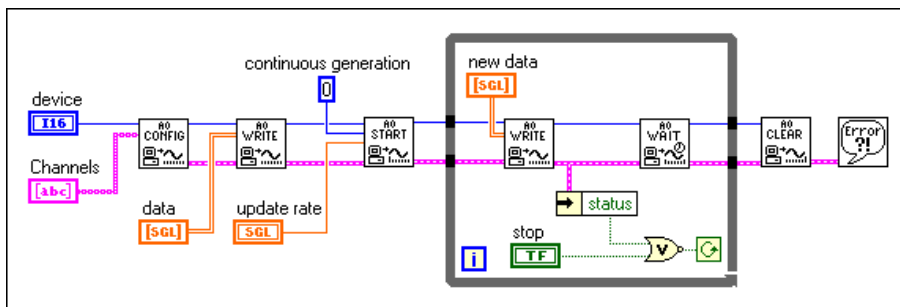 continuous generation
new data
0
[SGL]
device
I16
AO CONFIG
AO WRITE
AO START
AO WRITE
AO WAIT
AO CLEAR
Error ?!
Channels
[abc]
data
[SGL]
update rate
SGL
status
stop
TF
V
i